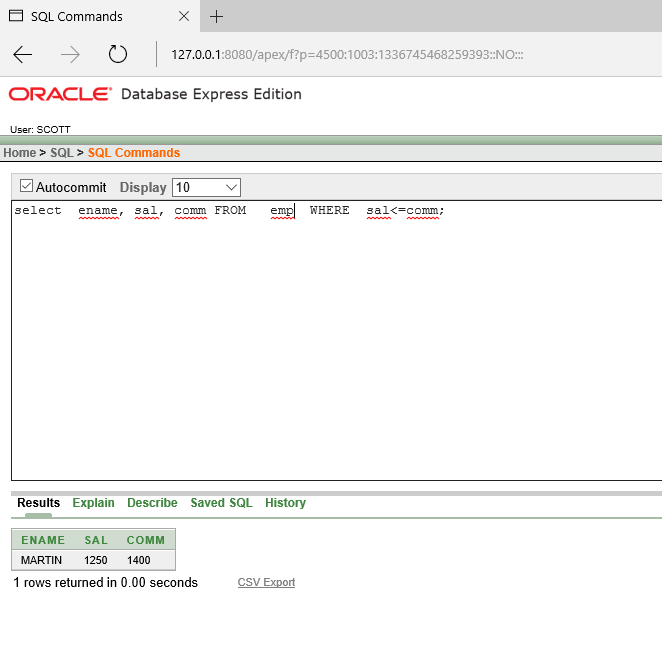 SQL Commands
127.0.0.1:8080/apex/f?p=4500:1003:1336745468259393::NO:::
ORACLE® Database Express Edition
User: SCOTT
Home > SQL > SQL Commands
Autocommit Display 10
select ename, sal, comm FROM emp WHERE sal<=comm;
Results Explain Describe Saved SQL History
ENAME SAL COMM
MARTIN 1250 1400
1 rows returned in 0.00 seconds CSV Export